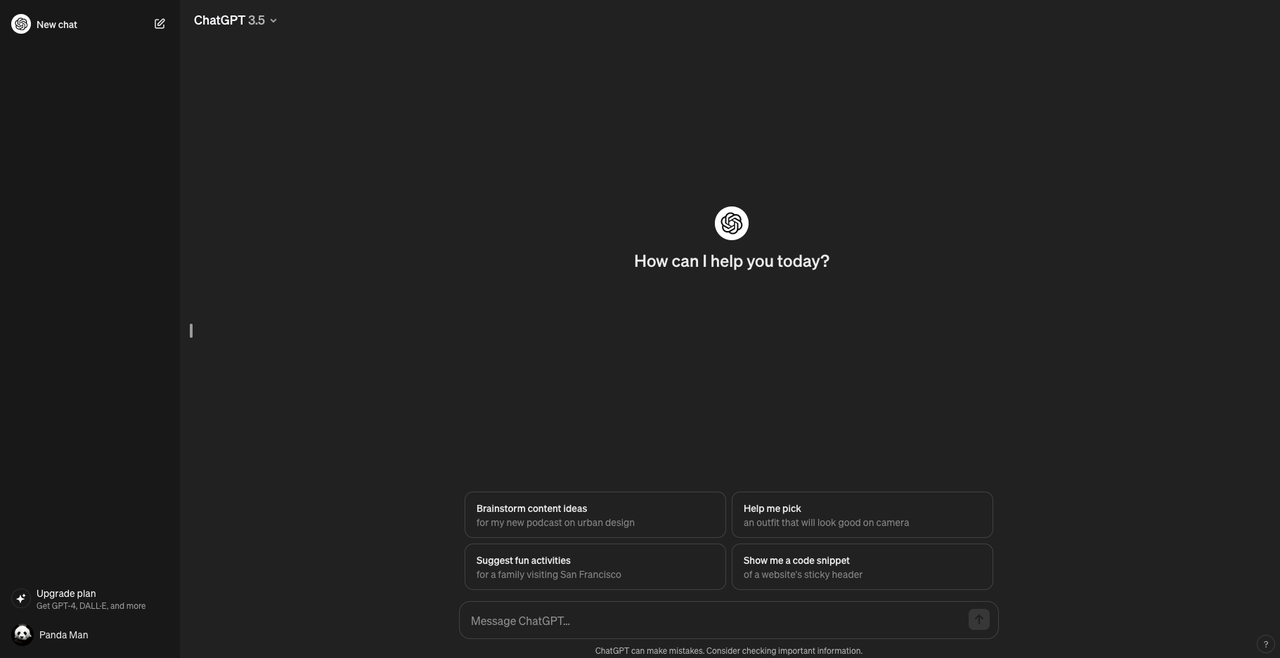 New chat
ChatGPT 3.5
How can I help you today?
Brainstorm content ideas
for my new podcast on urban design
Help me pick
an outfit that will look good on camera
Suggest fun activities
for a family visiting San Francisco
Show me a code snippet
of a website's sticky header
Upgrade plan
Get GPT-4, DALL·E, and more
Panda Man
Message ChatGPT...
ChatGPT can make mistakes. Consider checking important information.
?